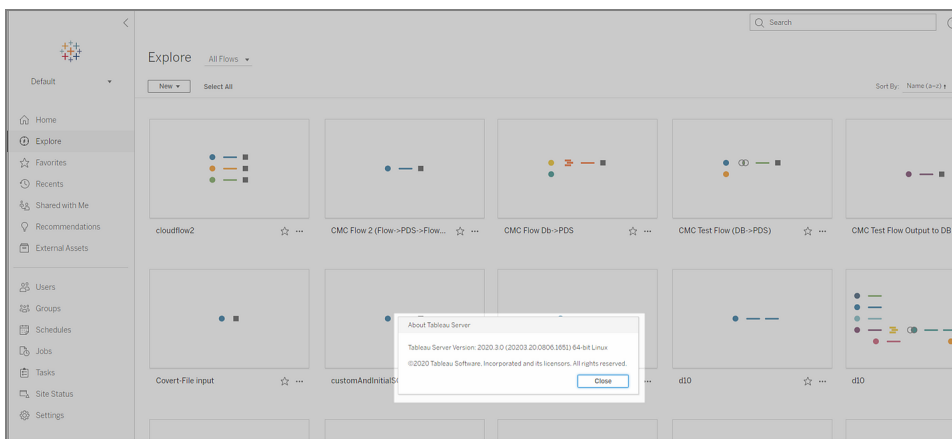 Search
Default
Explore
All Flows
New
Select All
Sort By: Name (a–z)
Home
Explore
Favorites
Recents
Shared with Me
Recommendations
External Assets
Users
Groups
Schedules
Jobs
Tasks
Site Status
Settings
cloudflow2
CMC Flow 2 (Flow->PDS->Flow...
CMC Flow Db->PDS
CMC Test Flow (DB->PDS)
CMC Test Flow Output to DB
Covert-File input
customAndInitialSQ
d10
d10
About Tableau Server
Tableau Server Version: 2020.3.0 (20203.20.0806.1651) 64-bit Linux
©2020 Tableau Software, Incorporated and its licensors. All rights reserved.
Close